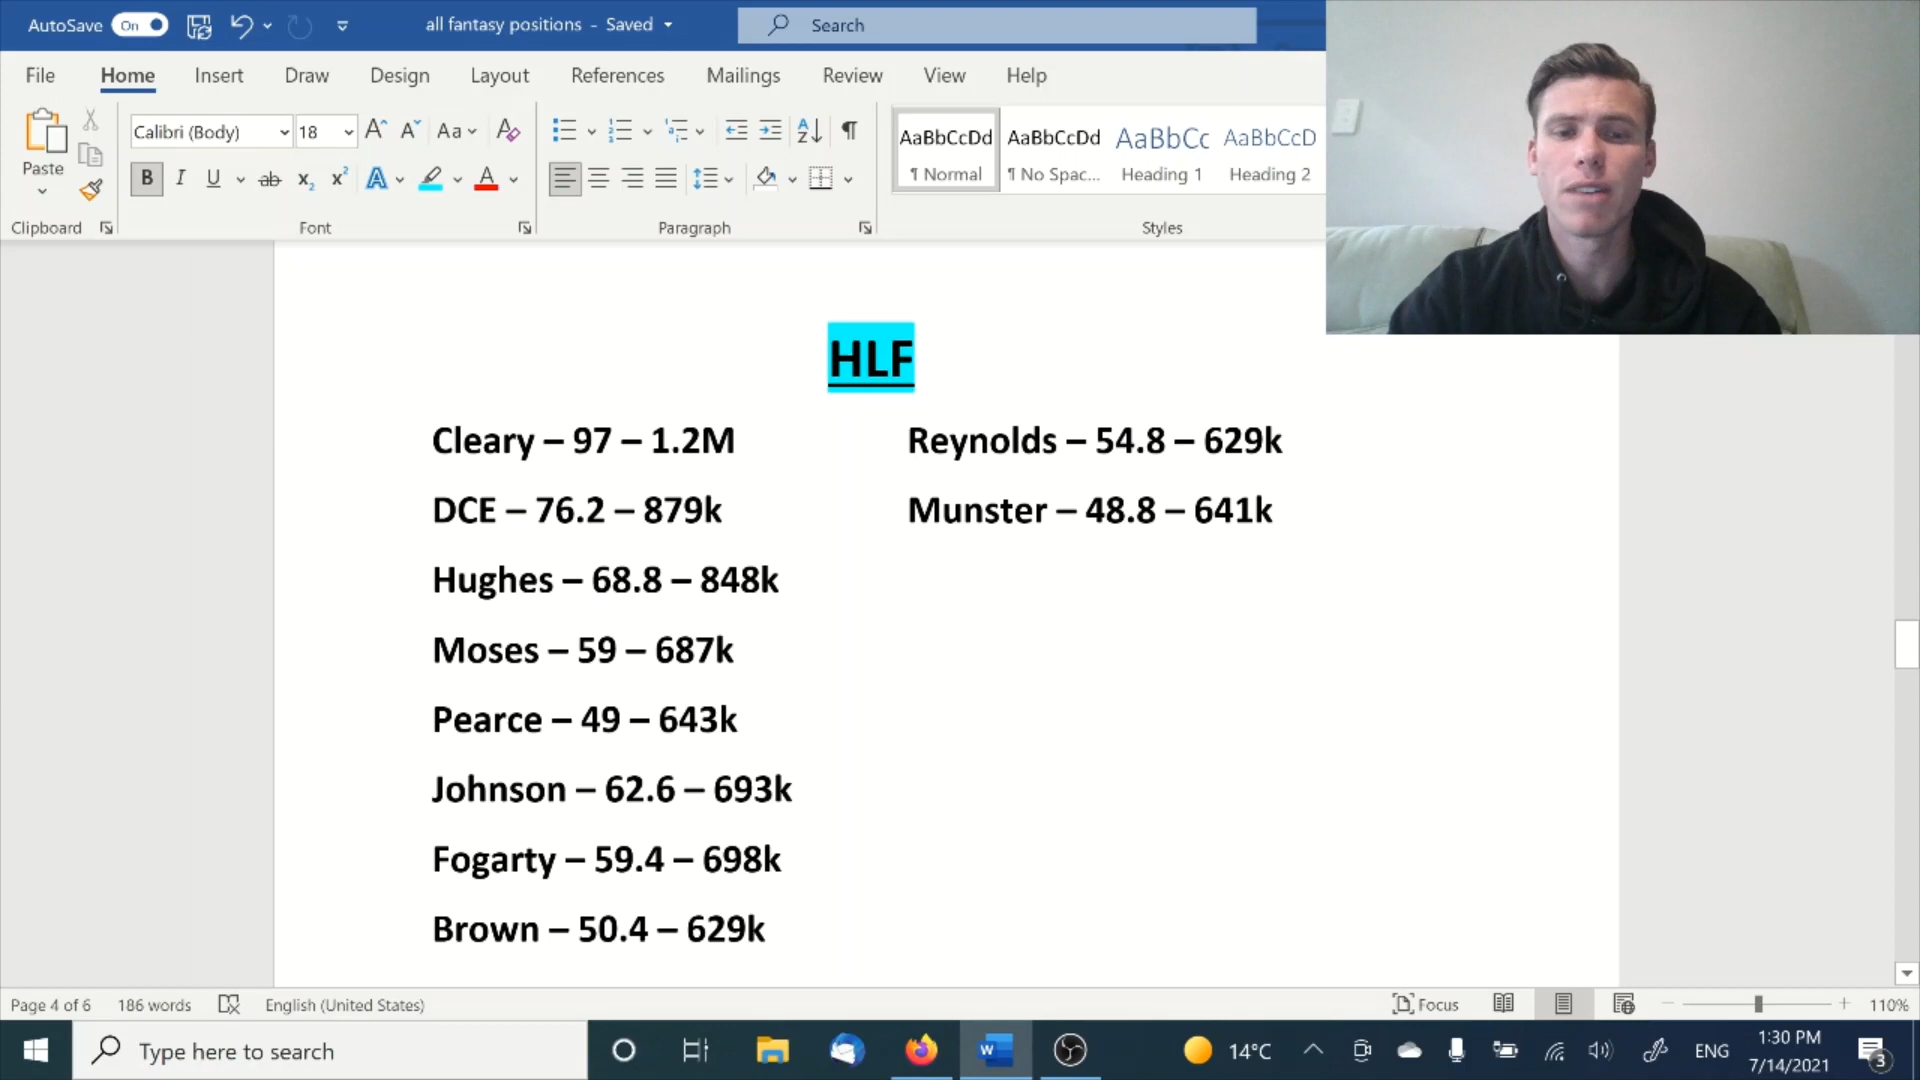 AutoSave On all fantasy positions - Saved Search
File Home Insert Draw Design Layout References Mailings Review View Help
Calibri (Body) 18 Aa AaBbCcDd AaBbCcDd AaBbCc AaBbCcD
Paste B I U ab x₂ x² A A ¶ Normal ¶ No Spac... Heading 1 Heading 2
Clipboard Font Paragraph Styles
HLF
Cleary – 97 – 1.2M
DCE – 76.2 – 879k
Hughes – 68.8 – 848k
Moses – 59 – 687k
Pearce – 49 – 643k
Johnson – 62.6 – 693k
Fogarty – 59.4 – 698k
Brown – 50.4 – 629k
Reynolds – 54.8 – 629k
Munster – 48.8 – 641k
Page 4 of 6 186 words English (United States) Focus 110%
Type here to search 14°C ENG 1:30 PM
7/14/2021 3